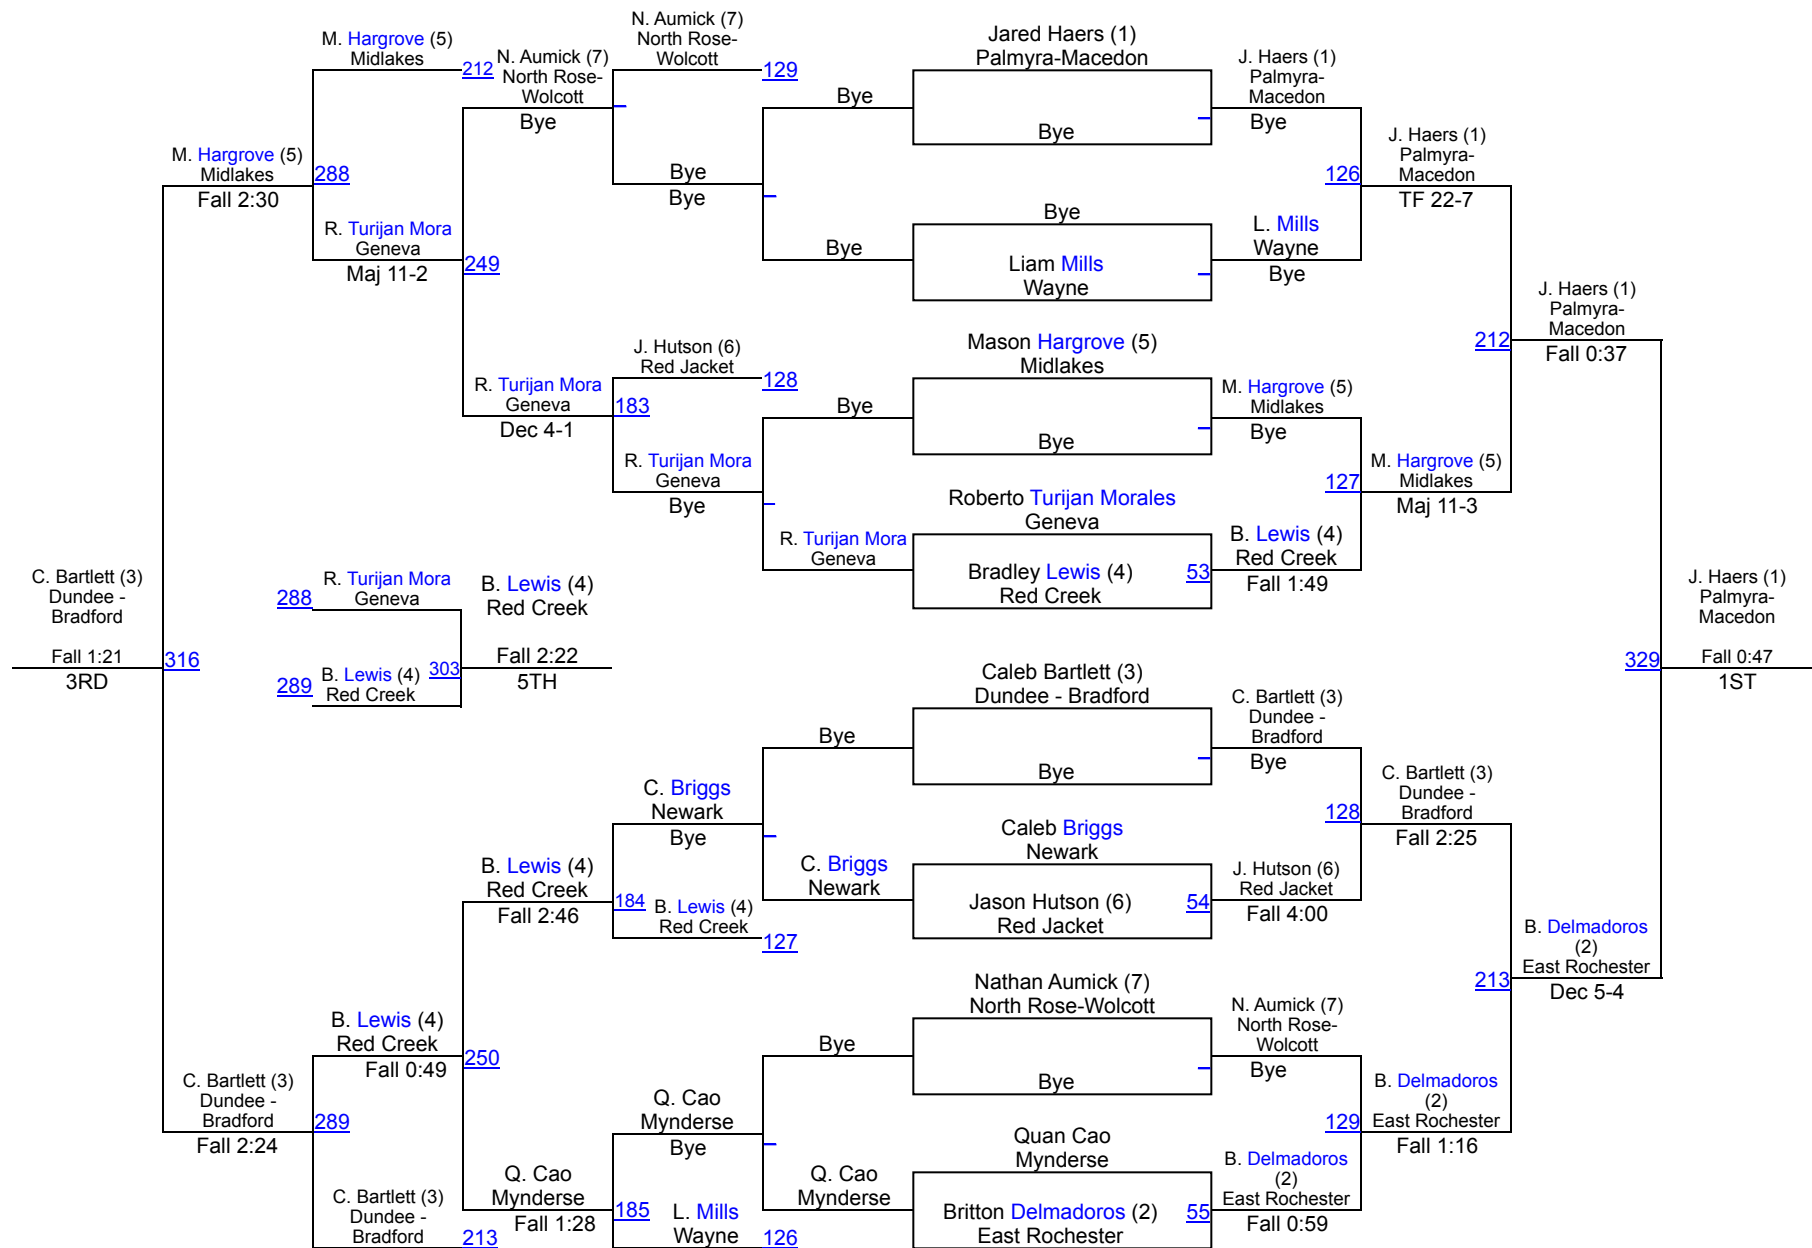 N. Aumick (7)
North Rose-
Wolcott
129
Jared Haers (1)
Palmyra-Macedon
Bye
M. Hargrove (5)
Midlakes
212
N. Aumick (7)
North Rose-
Wolcott
Bye
Bye
J. Haers (1)
Palmyra-
Macedon
Bye
J. Haers (1)
Palmyra-
Macedon
TF 22-7
126
M. Hargrove (5)
Midlakes
Fall 2:30
288
Bye
Bye
Bye
Bye
Liam Mills
Wayne
L. Mills
Wayne
Bye
R. Turijan Mora
Geneva
Maj 11-2
249
J. Haers (1)
Palmyra-
Macedon
Fall 0:37
212
J. Hutson (6)
Red Jacket
128
Mason Hargrove (5)
Midlakes
Bye
R. Turijan Mora
Geneva
Dec 4-1
183
Bye
M. Hargrove (5)
Midlakes
Bye
R. Turijan Mora
Geneva
Bye
127
M. Hargrove (5)
Midlakes
Maj 11-3
Roberto Turijan Morales
Geneva
R. Turijan Mora
Geneva
Bradley Lewis (4)
Red Creek
53
B. Lewis (4)
Red Creek
Fall 1:49
C. Bartlett (3)
Dundee -
Bradford
Fall 1:21
3RD
316
288
R. Turijan Mora
Geneva
289
B. Lewis (4)
Red Creek
303
B. Lewis (4)
Red Creek
Fall 2:22
5TH
J. Haers (1)
Palmyra-
Macedon
329
Fall 0:47
1ST
Caleb Bartlett (3)
Dundee - Bradford
Bye
Bye
C. Bartlett (3)
Dundee -
Bradford
Bye
C. Briggs
Newark
Bye
128
C. Bartlett (3)
Dundee -
Bradford
Fall 2:25
Caleb Briggs
Newark
C. Briggs
Newark
Jason Hutson (6)
Red Jacket
54
J. Hutson (6)
Red Jacket
Fall 4:00
B. Lewis (4)
Red Creek
Fall 2:46
184
B. Lewis (4)
Red Creek
127
213
B. Delmadoros
(2)
East Rochester
Dec 5-4
Nathan Aumick (7)
North Rose-Wolcott
Bye
Bye
N. Aumick (7)
North Rose-
Wolcott
Bye
B. Lewis (4)
Red Creek
Fall 0:49
250
C. Bartlett (3)
Dundee -
Bradford
Fall 2:24
289
Q. Cao
Mynderse
Bye
129
B. Delmadoros
(2)
East Rochester
Fall 1:16
Quan Cao
Mynderse
Q. Cao
Mynderse
Britton Delmadoros (2)
East Rochester
55
B. Delmadoros
(2)
East Rochester
Fall 0:59
Q. Cao
Mynderse
Fall 1:28
185
L. Mills
Wayne
126
C. Bartlett (3)
Dundee -
Bradford
213